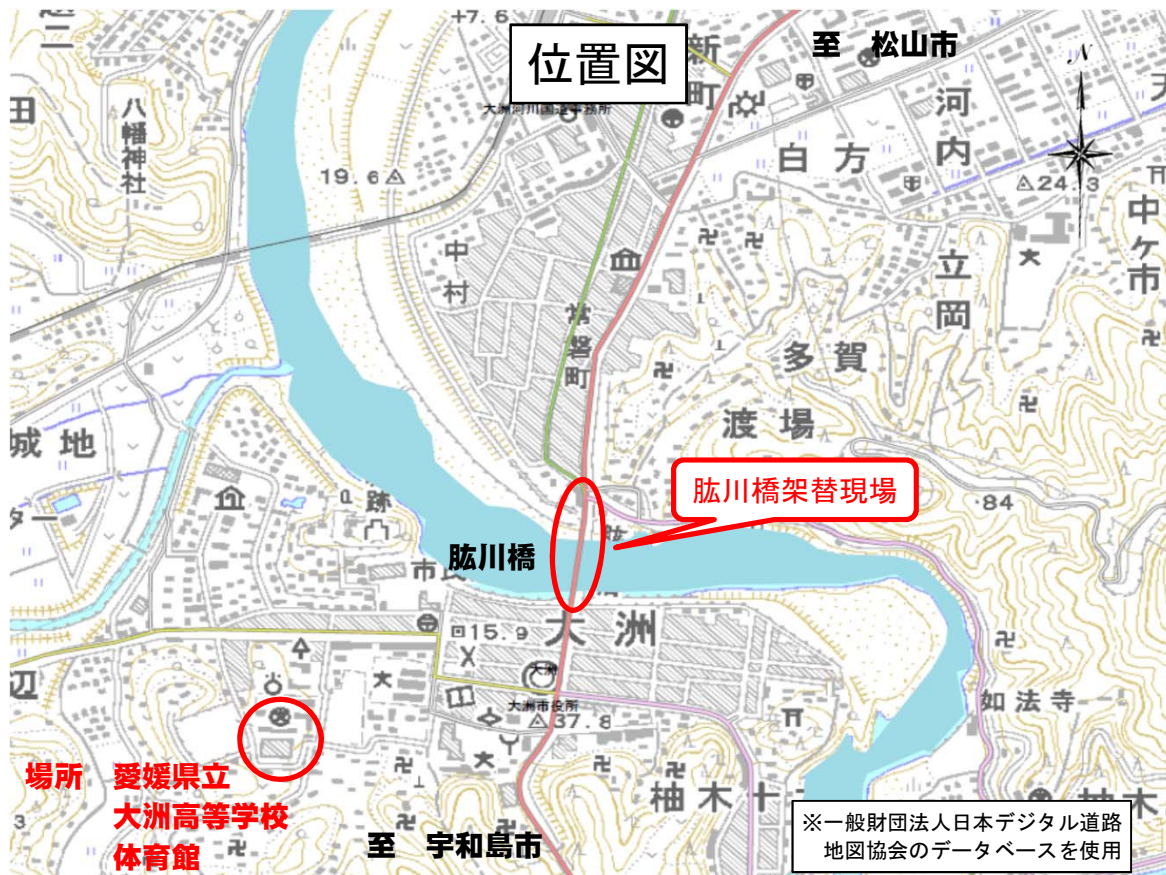 位置図
至 松山市
+7.6
新町
大洲河川国道事務所
河内
白方
八幡神社
田
19.6
24.3
中ケ市
中村
立岡
常磐町
多賀
渡場
城地
肱川橋架替現場
·84
跡
肱川橋
15.9
大洲
大洲
大洲市役所
37.8
如法寺
柚木
場所 愛媛県立
大洲高等学校
体育館
至 宇和島市
3
※一般財団法人日本デジタル道路
地図協会のデータベースを使用